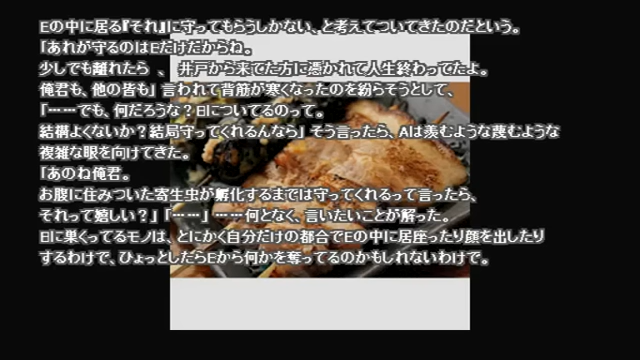 Eの中に居る『それ』に守ってもらうしかない、と考えてついてきたのだという。
「あれが守るのはEだけだからね。
少しでも離れたら 、 井戸から来てた方に憑かれて人生終わってたよ。
俺君も、他の皆も」 言われて背筋が寒くなったのを紛らそうとして、
「……でも、何だろうな?Eについてるのって。
結構よくないか?結局守ってくれるんなら」 そう言ったら、Aは羨むような蔑むような
複雑な眼を向けてきた。
「あのね俺君。
お腹に住みついた寄生虫が孵化するまでは守ってくれるって言ったら、
それって嬉しい?」 「……」 ……何となく、言いたいことが解った。
Eに巣くってるモノは、とにかく自分だけの都合でEの中に居座ったり顔を出したり
するわけで、ひょっとしたらEから何かを奪ってるのかもしれないわけで。